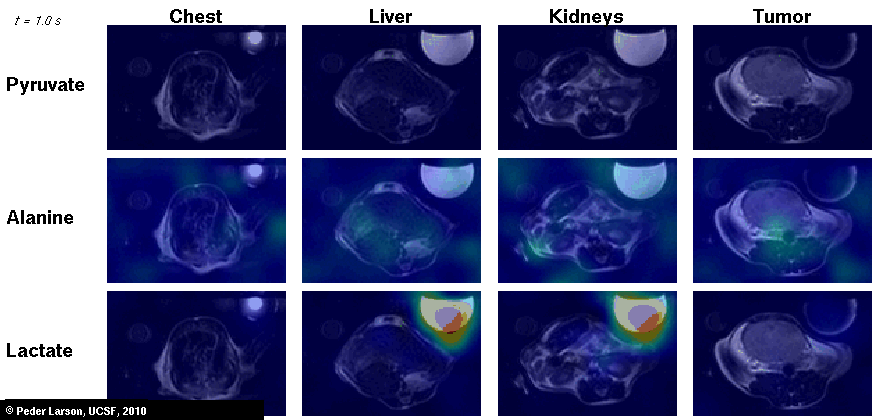 t = 1.0 s
Chest Liver Kidneys Tumor
Pyruvate
Alanine
Lactate
© Peder Larson, UCSF, 2010